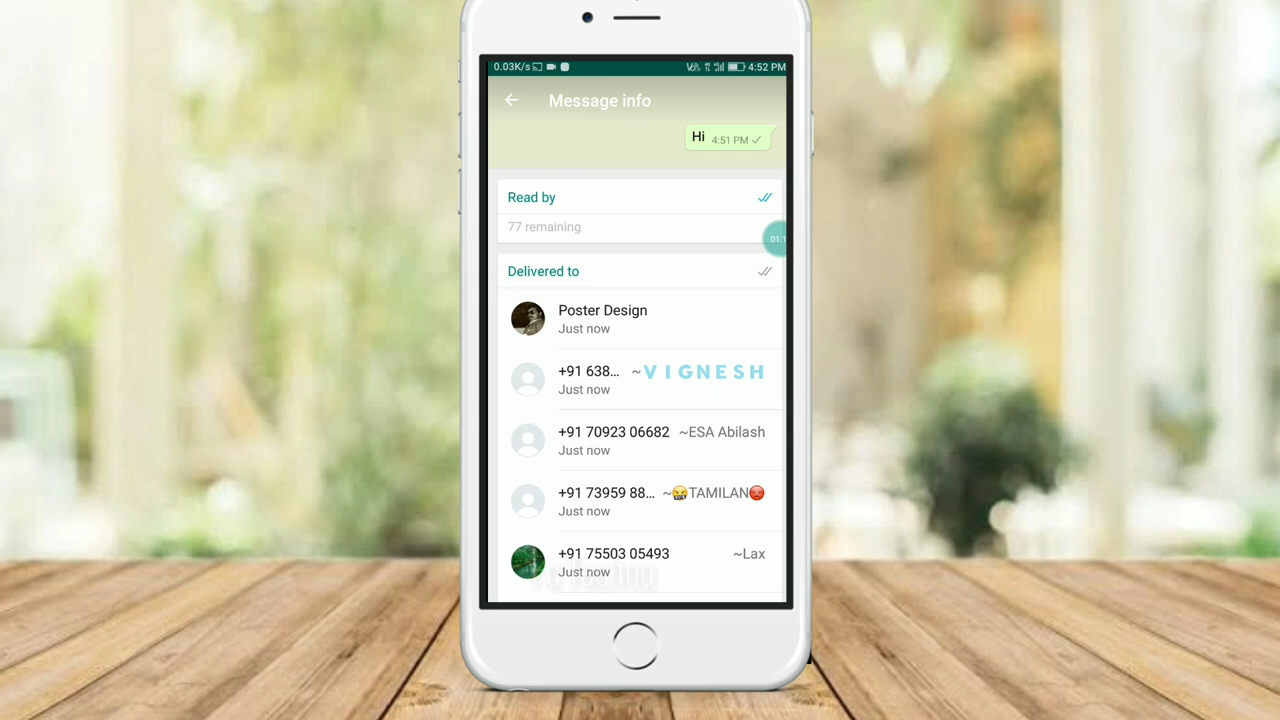 0.03K/s 4:52 PM
Message info
Hi 4:51 PM
Read by
77 remaining
01:1
Delivered to
Poster Design
Just now
+91 638… ~VIGNESH
Just now
+91 70923 06682 ~ESA Abilash
Just now
+91 73959 88… ~🤬TAMILAN😡
Just now
+91 75503 05493 ~Lax
Just now